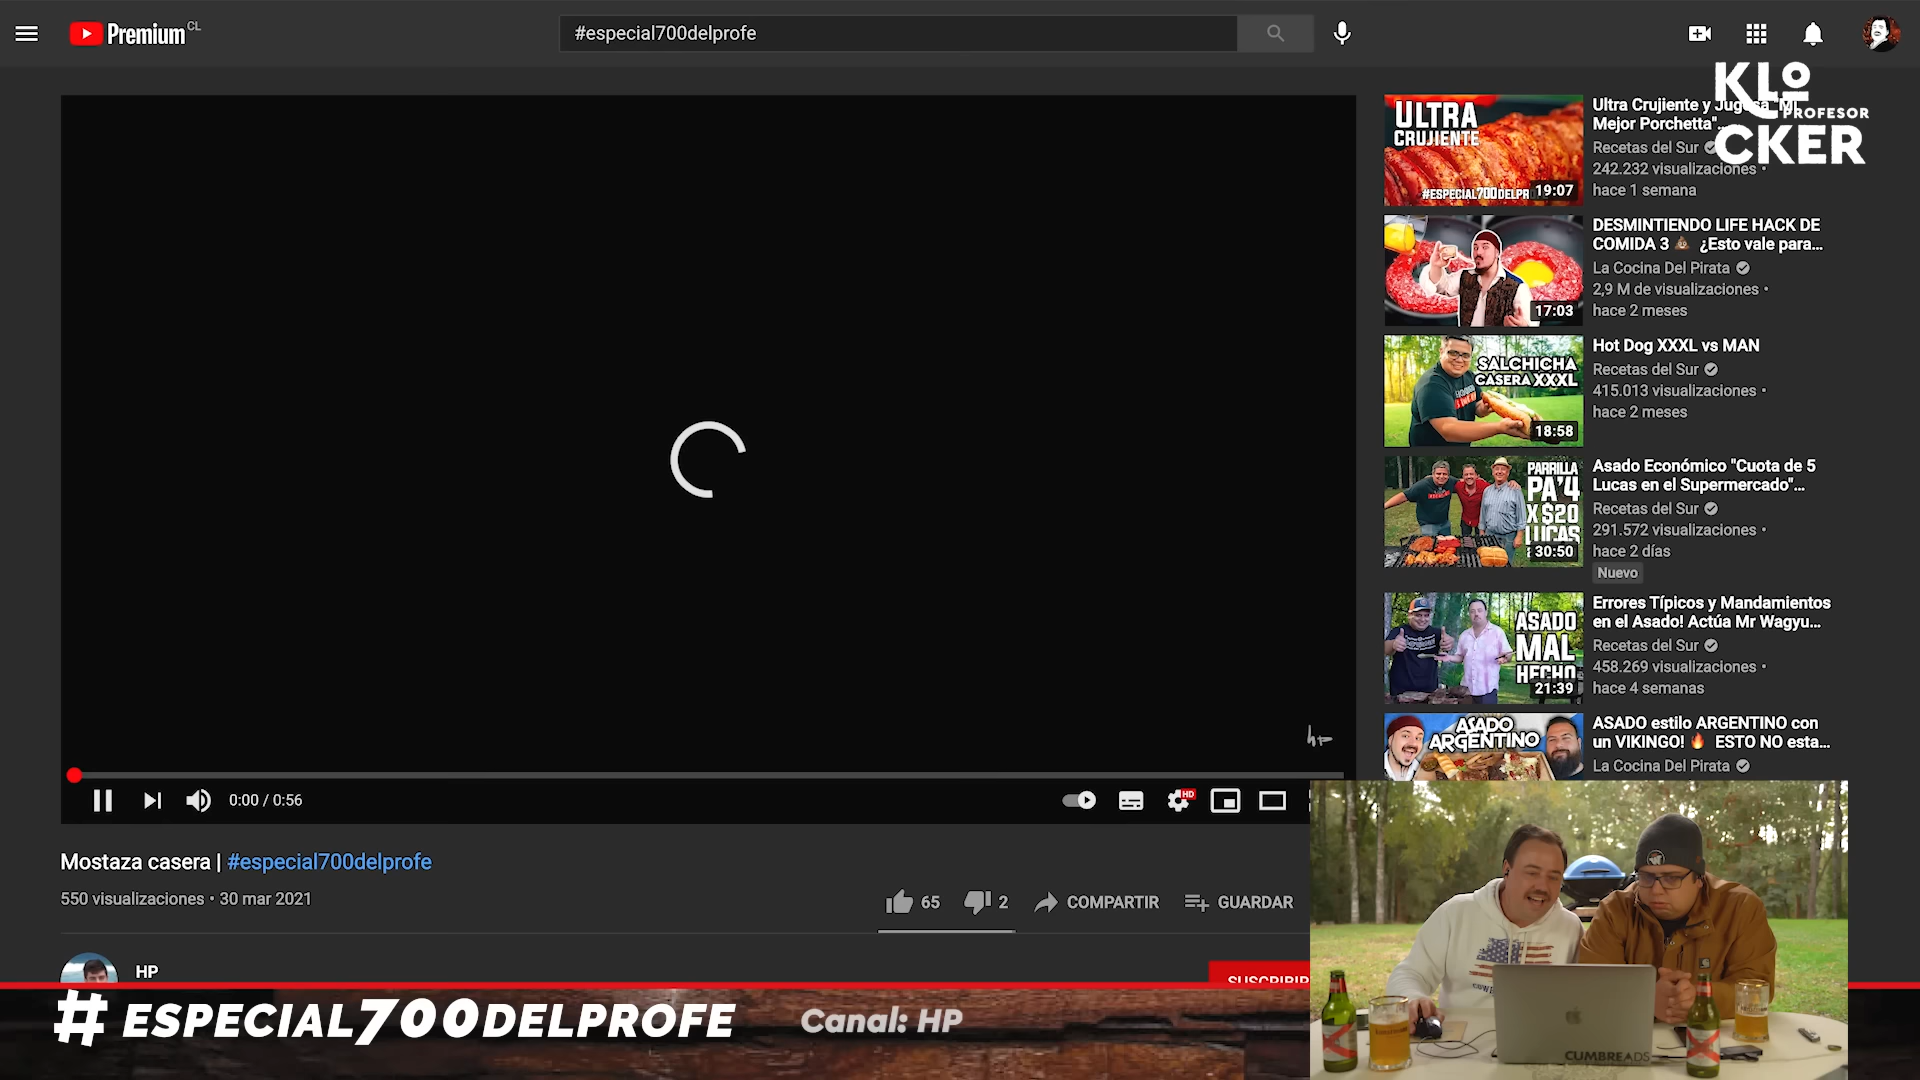 Premium CL
#especial700delprofe
KLo
PROFESOR
CKER
ULTRA
CRUJIENTE
#ESPECIAL700DELPR
19:07
Ultra Crujiente y Jugosa "Mi
Mejor Porchetta"...
Recetas del Sur
242.232 visualizaciones •
hace 1 semana
17:03
DESMINTIENDO LIFE HACK DE
COMIDA 3 💩 ¿Esto vale para...
La Cocina Del Pirata
2,9 M de visualizaciones •
hace 2 meses
SALCHICHA
CASERA XXXL
18:58
Hot Dog XXXL vs MAN
Recetas del Sur
415.013 visualizaciones •
hace 2 meses
PARRILLA
PA'4
X $20
LUCAS
30:50
Asado Económico "Cuota de 5
Lucas en el Supermercado"...
Recetas del Sur
291.572 visualizaciones •
hace 2 días
Nuevo
ASADO
MAL
HECHO
21:39
Errores Típicos y Mandamientos
en el Asado! Actúa Mr Wagyu...
Recetas del Sur
458.269 visualizaciones •
hace 4 semanas
ASADO
ARGENTINO
ASADO estilo ARGENTINO con
un VIKINGO! 🔥 ESTO NO esta...
La Cocina Del Pirata
hp
0:00 / 0:56
HD
Mostaza casera | #especial700delprofe
550 visualizaciones • 30 mar 2021
65
2
COMPARTIR
GUARDAR
HP
SUSCRIBIR
# ESPECIAL700DELPROFE
Canal: HP
CUMBREADS